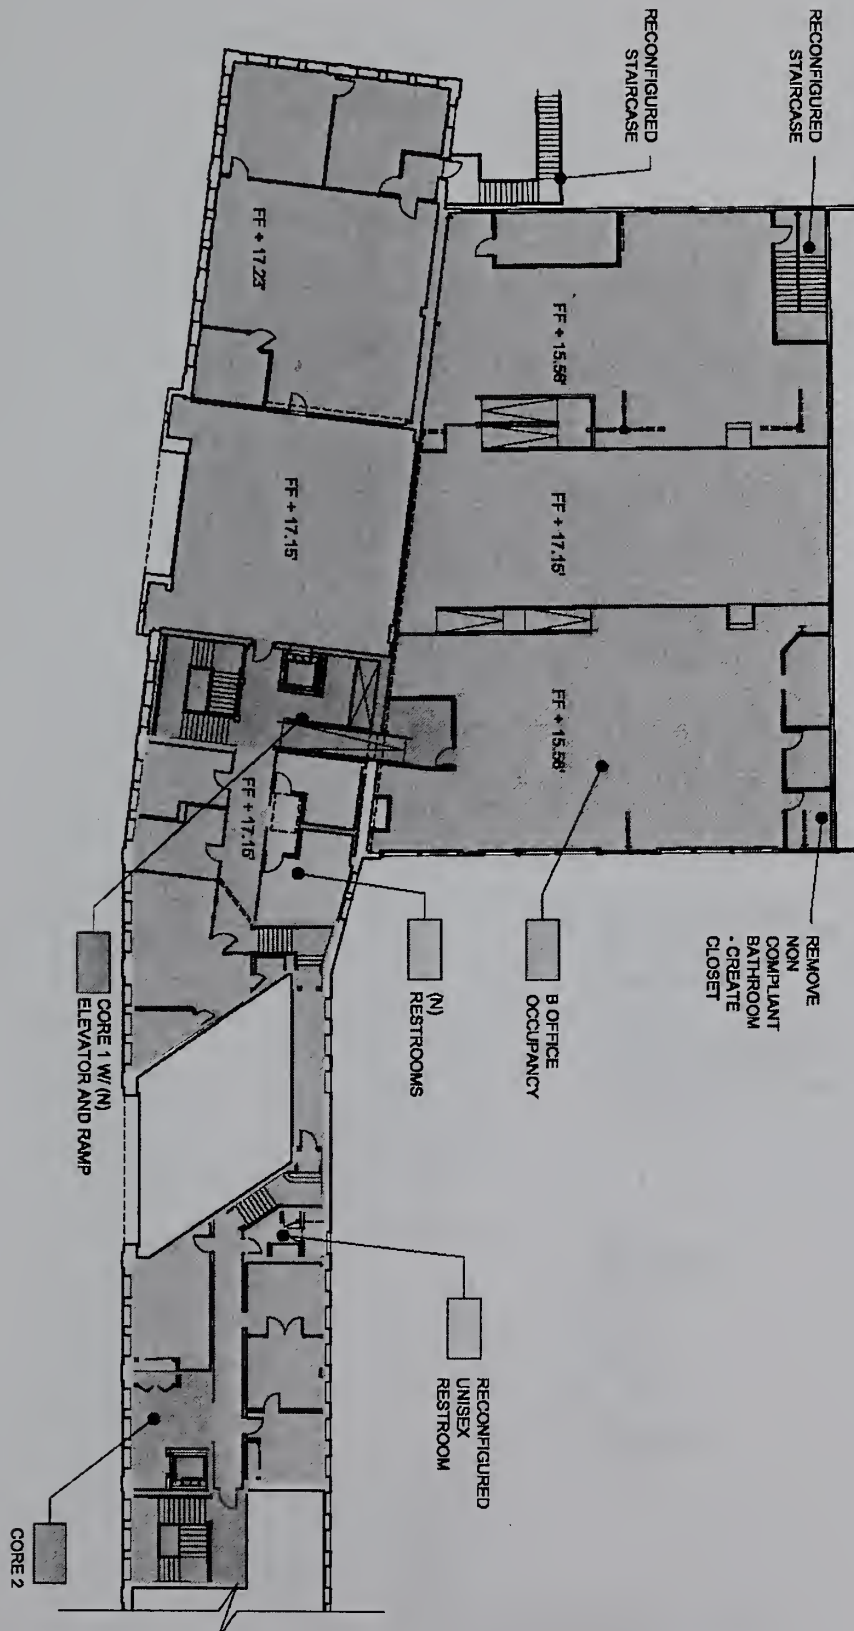 RECONFIGURED
STAIRCASE
RECONFIGURED
STAIRCASE
FF + 17.23'
FF + 15.58'
FF + 17.15'
FF + 17.15'
FF + 15.58'
FF + 17.15'
REMOVE
NON
COMPLIANT
BATHROOM
- CREATE
CLOSET
B OFFICE
OCCUPANCY
(N)
RESTROOMS
CORE 1 W/ (N)
ELEVATOR AND RAMP
RECONFIGURED
UNISEX
RESTROOM
CORE 2